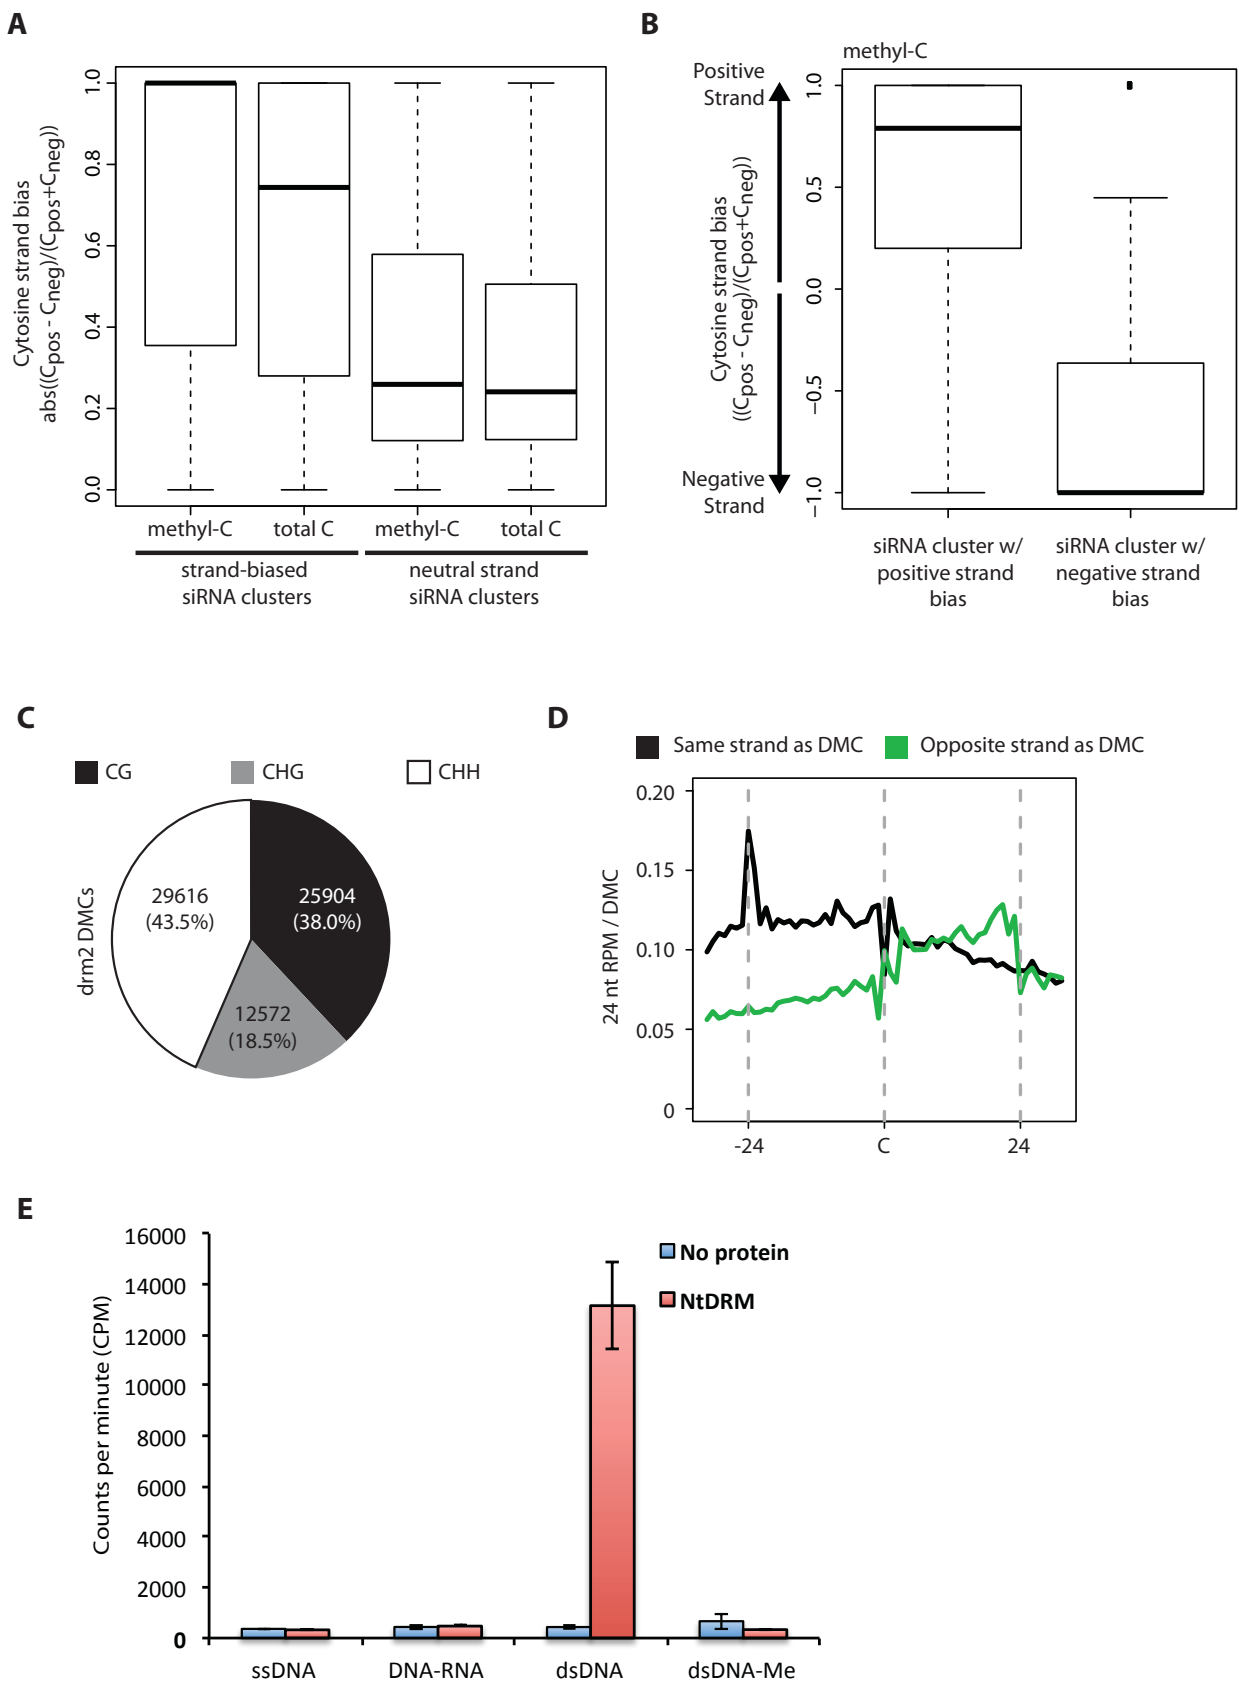 A
Cytosine strand bias
abs((Cpos - Cneg)/(Cpos+Cneg))
1.0
0.8
0.6
0.4
0.2
0.0
methyl-C
total C
methyl-C
total C
strand-biased
siRNA clusters
neutral strand
siRNA clusters
B
methyl-C
Positive
Strand
Cytosine strand bias
((Cpos - Cneg)/(Cpos+Cneg))
Negative
Strand
1.0
0.5
0.0
−0.5
−1.0
siRNA cluster w/
positive strand
bias
siRNA cluster w/
negative strand
bias
C
CG
CHG
CHH
drm2 DMCs
29616
(43.5%)
25904
(38.0%)
12572
(18.5%)
D
Same strand as DMC
Opposite strand as DMC
24 nt RPM / DMC
0.20
0.15
0.10
0.05
0
-24
C
24
E
Counts per minute (CPM)
16000
14000
12000
10000
8000
6000
4000
2000
0
No protein
NtDRM
ssDNA
DNA-RNA
dsDNA
dsDNA-Me